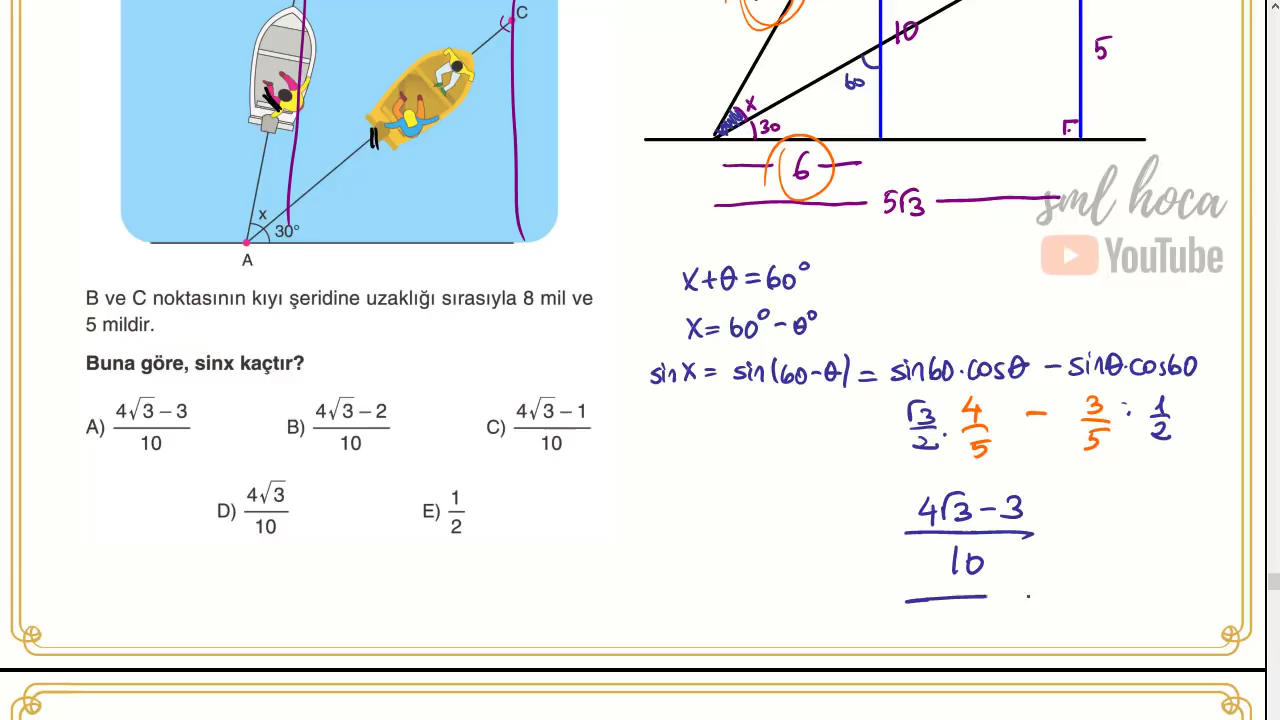 C
x
30°
A
B ve C noktasının kıyı şeridine uzaklığı sırasıyla 8 mil ve
5 mildir.
Buna göre, sinx kaçtır?
A) 4√3 − 3 / 10
B) 4√3 − 2 / 10
C) 4√3 − 1 / 10
D) 4√3 / 10
E) 1 / 2
10
5
60
x
30
6
5√3
sml hoca
YouTube
x+θ=60°
x=60°-θ°
sin x = sin(60-θ) = sin60·cosθ - sinθ·cos60
√3/2 · 4/5 - 3/5 · 1/2
4√3-3
10